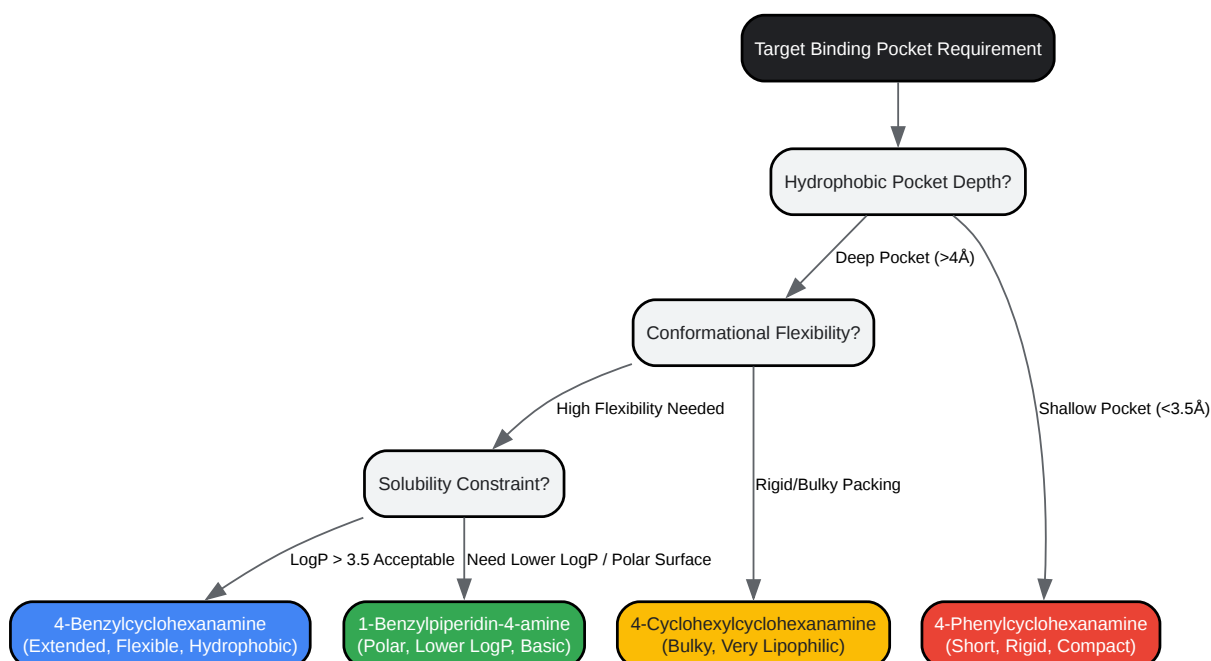 Target Binding Pocket Requirement
Hydrophobic Pocket Depth?
Deep Pocket (>4Å)
Conformational Flexibility?
High Flexibility Needed
Shallow Pocket (<3.5Å)
Solubility Constraint?
Rigid/Bulky Packing
LogP > 3.5 Acceptable
Need Lower LogP / Polar Surface
4-Benzylcyclohexanamine
(Extended, Flexible, Hydrophobic)
1-Benzylpiperidin-4-amine
(Polar, Lower LogP, Basic)
4-Cyclohexylcyclohexanamine
(Bulky, Very Lipophilic)
4-Phenylcyclohexanamine
(Short, Rigid, Compact)